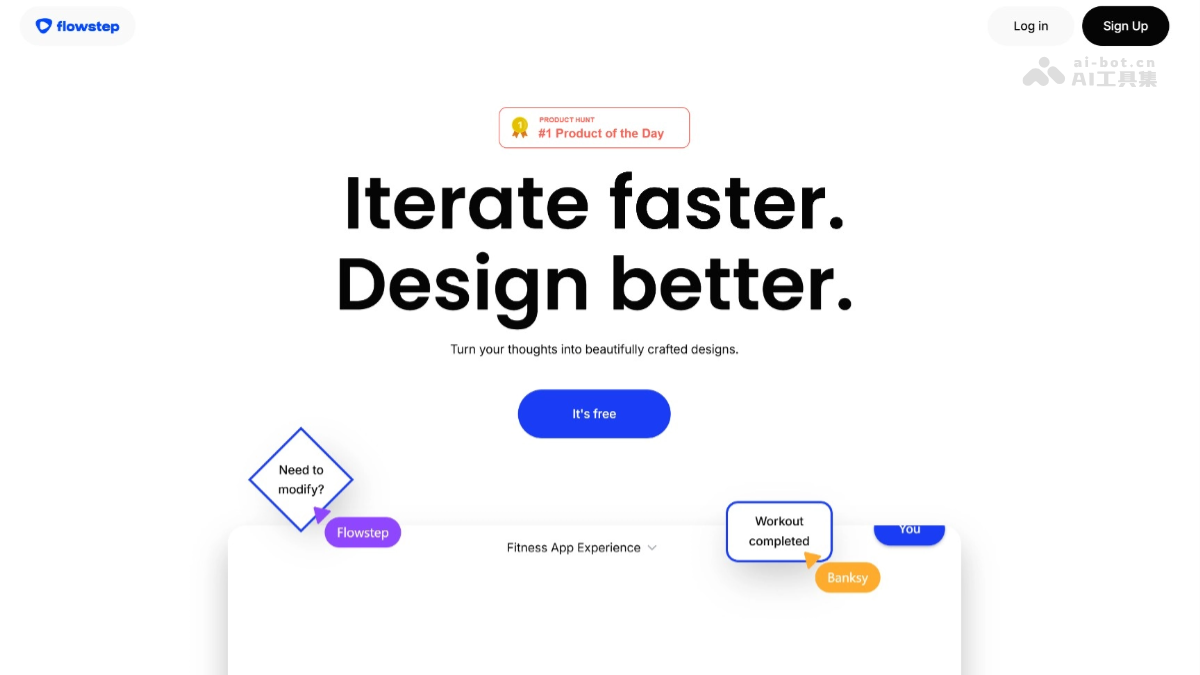 flowstep
Log in
Sign Up
ai-bot.cn
AI工具集
1
PRODUCT HUNT
#1 Product of the Day
Iterate faster.
Design better.
Turn your thoughts into beautifully crafted designs.
It's free
Need to
modify?
Flowstep
Fitness App Experience
Workout
completed
You
Banksy